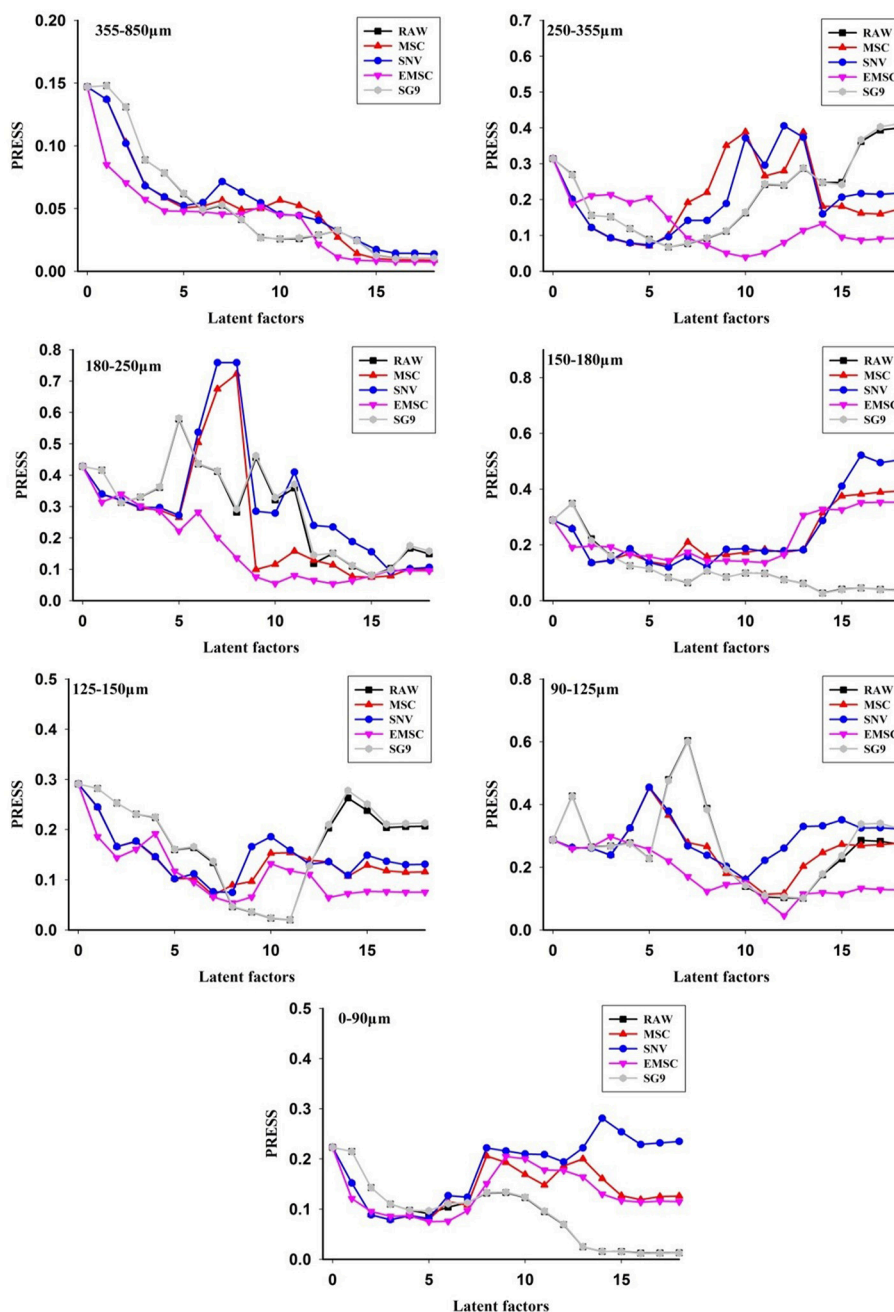 355-850µm
RAW
MSC
SNV
EMSC
SG9
PRESS
0.20
0.15
0.10
0.05
0.00
0 5 10 15
Latent factors
250-355µm
RAW
MSC
SNV
EMSC
SG9
PRESS
0.7
0.6
0.5
0.4
0.3
0.2
0.1
0.0
0 5 10 15
Latent factors
180-250µm
RAW
MSC
SNV
EMSC
SG9
PRESS
0.8
0.7
0.6
0.5
0.4
0.3
0.2
0.1
0.0
0 5 10 15
Latent factors
150-180µm
RAW
MSC
SNV
EMSC
SG9
PRESS
0.8
0.6
0.4
0.2
0.0
0 5 10 15
Latent factors
125-150µm
RAW
MSC
SNV
EMSC
SG9
PRESS
0.5
0.4
0.3
0.2
0.1
0.0
0 5 10 15
Latent factors
90-125µm
RAW
MSC
SNV
EMSC
SG9
PRESS
0.8
0.6
0.4
0.2
0.0
0 5 10 15
Latent factors
0-90µm
RAW
MSC
SNV
EMSC
SG9
PRESS
0.5
0.4
0.3
0.2
0.1
0.0
0 5 10 15
Latent factors